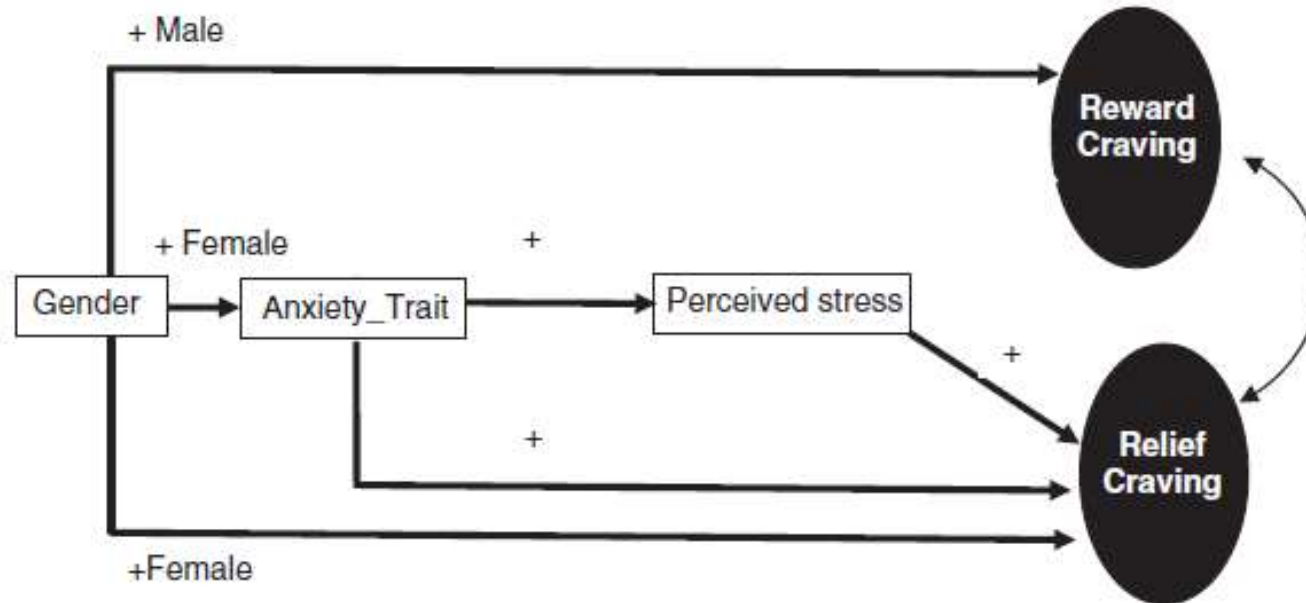 + Male
Reward
Craving
+ Female
+
Gender
Anxiety_Trait
Perceived stress
+
+
Relief
Craving
+Female